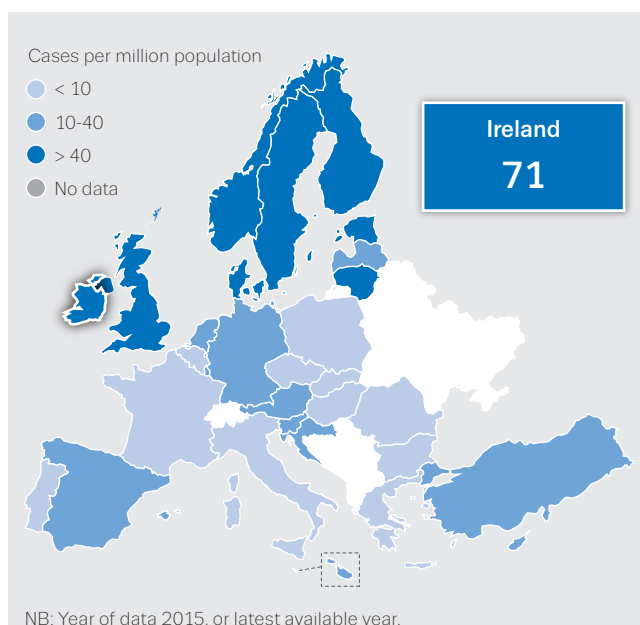 Cases per million population
< 10
10-40
> 40
No data
Ireland
71
NB: Year of data 2015, or latest available year.